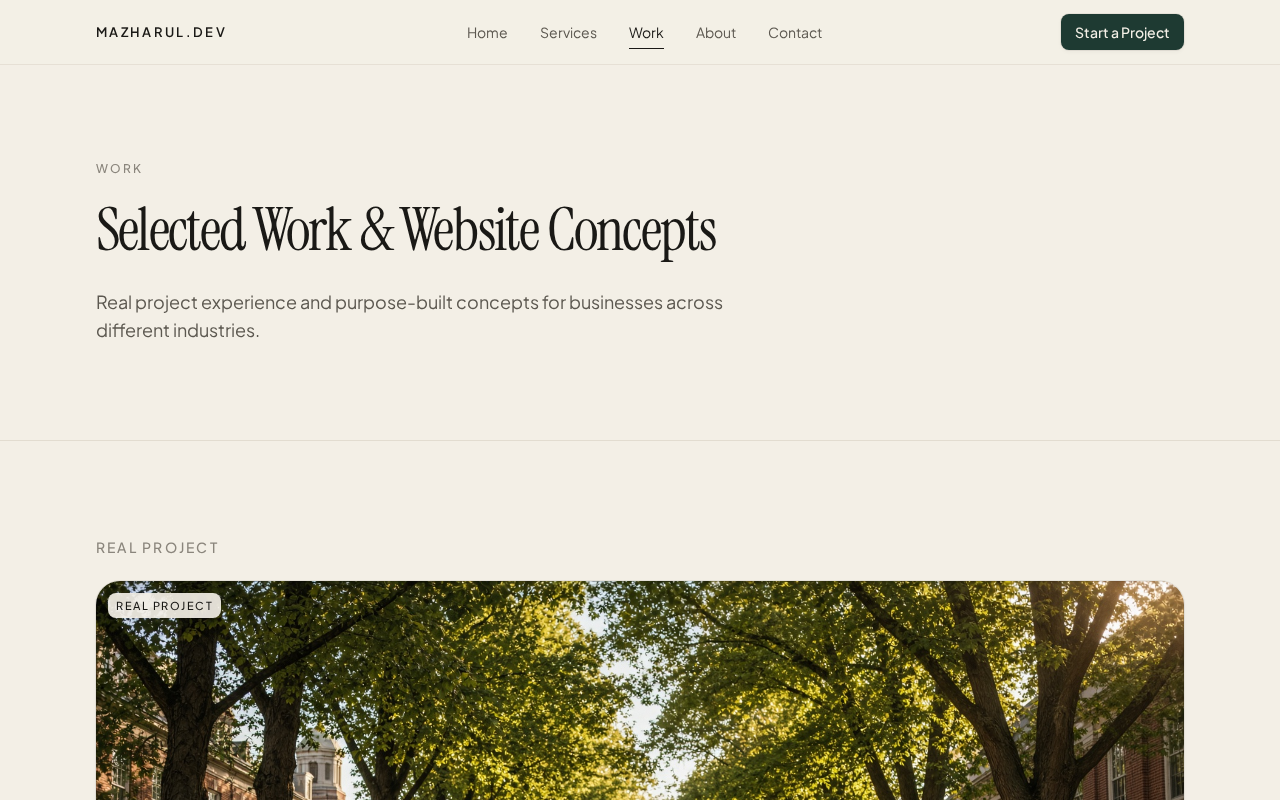 MAZHARUL.DEV
Home Services Work About Contact
Start a Project
WORK
Selected Work & Website Concepts
Real project experience and purpose-built concepts for businesses across
different industries.
REAL PROJECT
REAL PROJECT